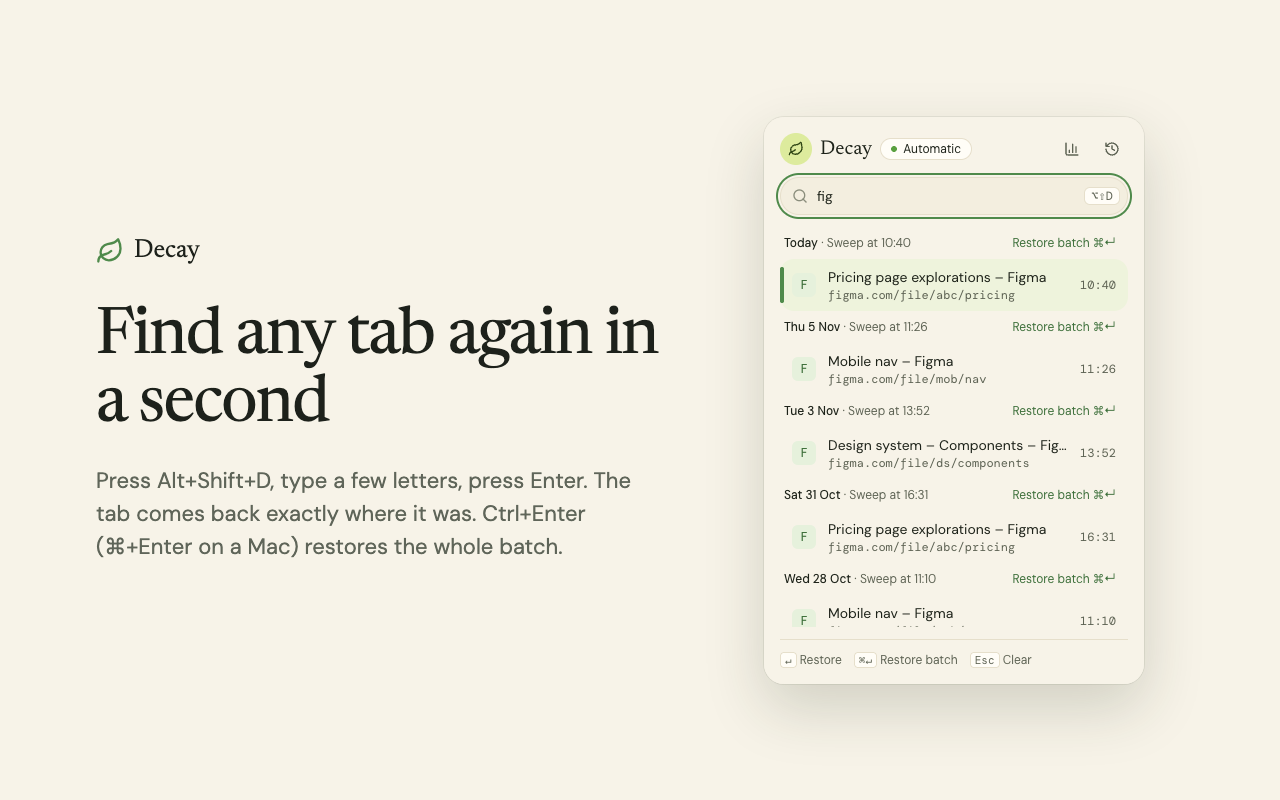 Decay
Find any tab again in
a second
Press Alt+Shift+D, type a few letters, press Enter. The
tab comes back exactly where it was. Ctrl+Enter
(⌘+Enter on a Mac) restores the whole batch.
Decay
Automatic
fig
⌥⇧D
Today · Sweep at 10:40
Restore batch ⌘↵
F
Pricing page explorations – Figma
figma.com/file/abc/pricing
10:40
Thu 5 Nov · Sweep at 11:26
Restore batch ⌘↵
F
Mobile nav – Figma
figma.com/file/mob/nav
11:26
Tue 3 Nov · Sweep at 13:52
Restore batch ⌘↵
F
Design system – Components – Fig…
figma.com/file/ds/components
13:52
Sat 31 Oct · Sweep at 16:31
Restore batch ⌘↵
F
Pricing page explorations – Figma
figma.com/file/abc/pricing
16:31
Wed 28 Oct · Sweep at 11:10
Restore batch ⌘↵
F
Mobile nav – Figma
11:10
↵ Restore
⌘↵ Restore batch
Esc Clear